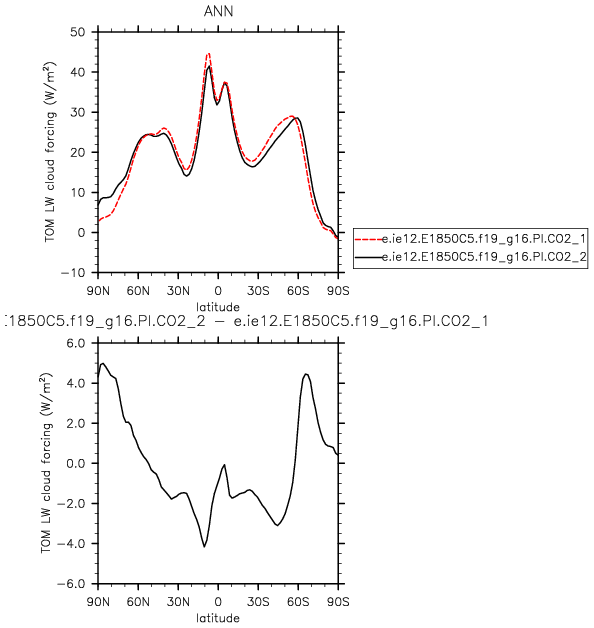 ANN
50
40
30
20
10
0
−10
TOM LW cloud forcing (W/m²)
90N 60N 30N 0 30S 60S 90S
latitude
e.ie12.E1850C5.f19_g16.PI.CO2_1
e.ie12.E1850C5.f19_g16.PI.CO2_2
:1850C5.f19_g16.PI.CO2_2 − e.ie12.E1850C5.f19_g16.PI.CO2_1
6.0
4.0
2.0
0.0
−2.0
−4.0
−6.0
TOM LW cloud forcing (W/m²)
90N 60N 30N 0 30S 60S 90S
latitude